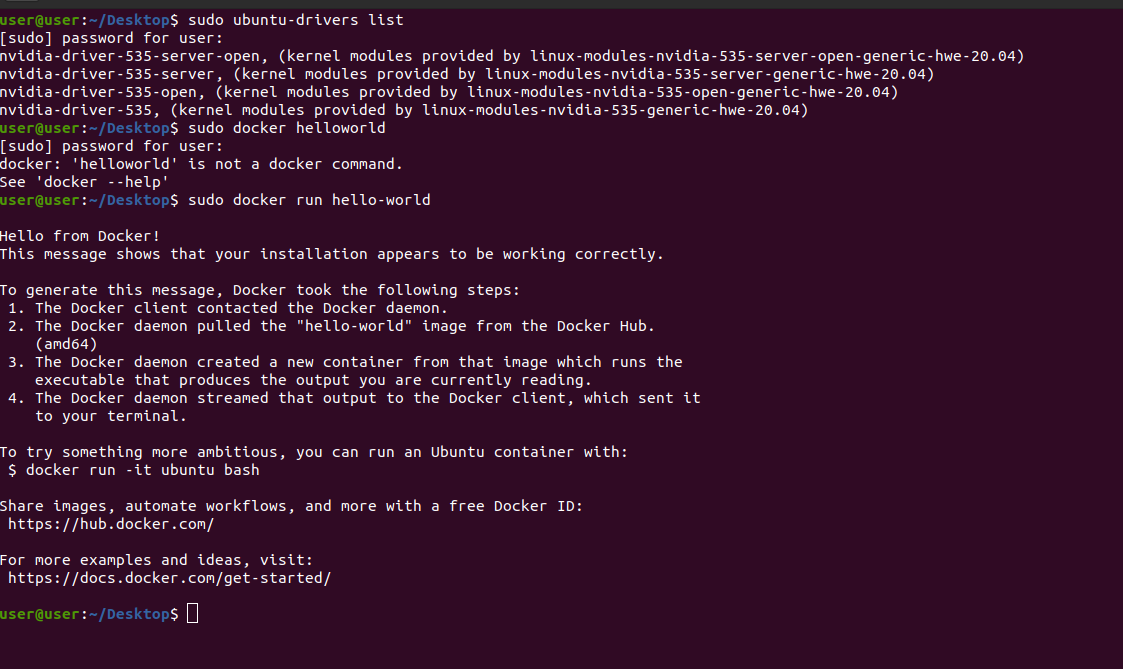 user@user:~/Desktop$ sudo ubuntu-drivers list
[sudo] password for user:
nvidia-driver-535-server-open, (kernel modules provided by linux-modules-nvidia-535-server-open-generic-hwe-20.04)
nvidia-driver-535-server, (kernel modules provided by linux-modules-nvidia-535-server-generic-hwe-20.04)
nvidia-driver-535-open, (kernel modules provided by linux-modules-nvidia-535-open-generic-hwe-20.04)
nvidia-driver-535, (kernel modules provided by linux-modules-nvidia-535-generic-hwe-20.04)
user@user:~/Desktop$ sudo docker helloworld
[sudo] password for user:
docker: 'helloworld' is not a docker command.
See 'docker --help'
user@user:~/Desktop$ sudo docker run hello-world

Hello from Docker!
This message shows that your installation appears to be working correctly.

To generate this message, Docker took the following steps:
 1. The Docker client contacted the Docker daemon.
 2. The Docker daemon pulled the "hello-world" image from the Docker Hub.
    (amd64)
 3. The Docker daemon created a new container from that image which runs the
    executable that produces the output you are currently reading.
 4. The Docker daemon streamed that output to the Docker client, which sent it
    to your terminal.

To try something more ambitious, you can run an Ubuntu container with:
 $ docker run -it ubuntu bash

Share images, automate workflows, and more with a free Docker ID:
 https://hub.docker.com/

For more examples and ideas, visit:
 https://docs.docker.com/get-started/

user@user:~/Desktop$